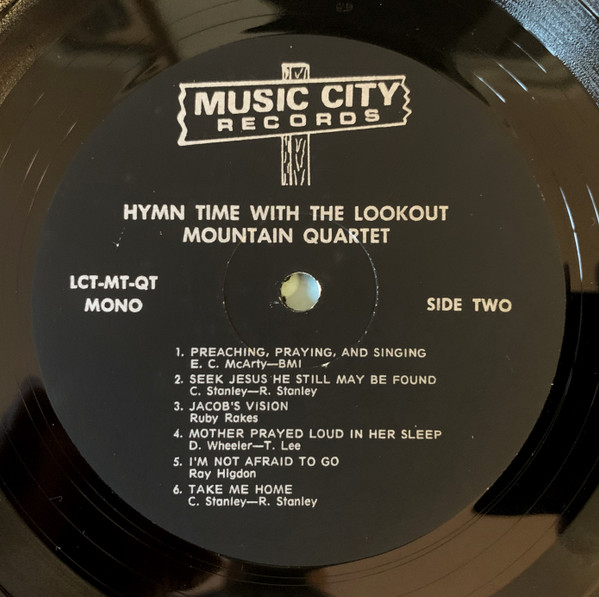 MUSIC CITY
RECORDS
HYMN TIME WITH THE LOOKOUT
MOUNTAIN QUARTET
LCT-MT-QT
MONO
SIDE TWO
1. PREACHING, PRAYING, AND SINGING
E. C. McArty—BMI
2. SEEK JESUS HE STILL MAY BE FOUND
C. Stanley—R. Stanley
3. JACOB'S VISION
Ruby Rakes
4. MOTHER PRAYED LOUD IN HER SLEEP
D. Wheeler—T. Lee
5. I'M NOT AFRAID TO GO
Ray Higdon
6. TAKE ME HOME
C. Stanley—R. Stanley